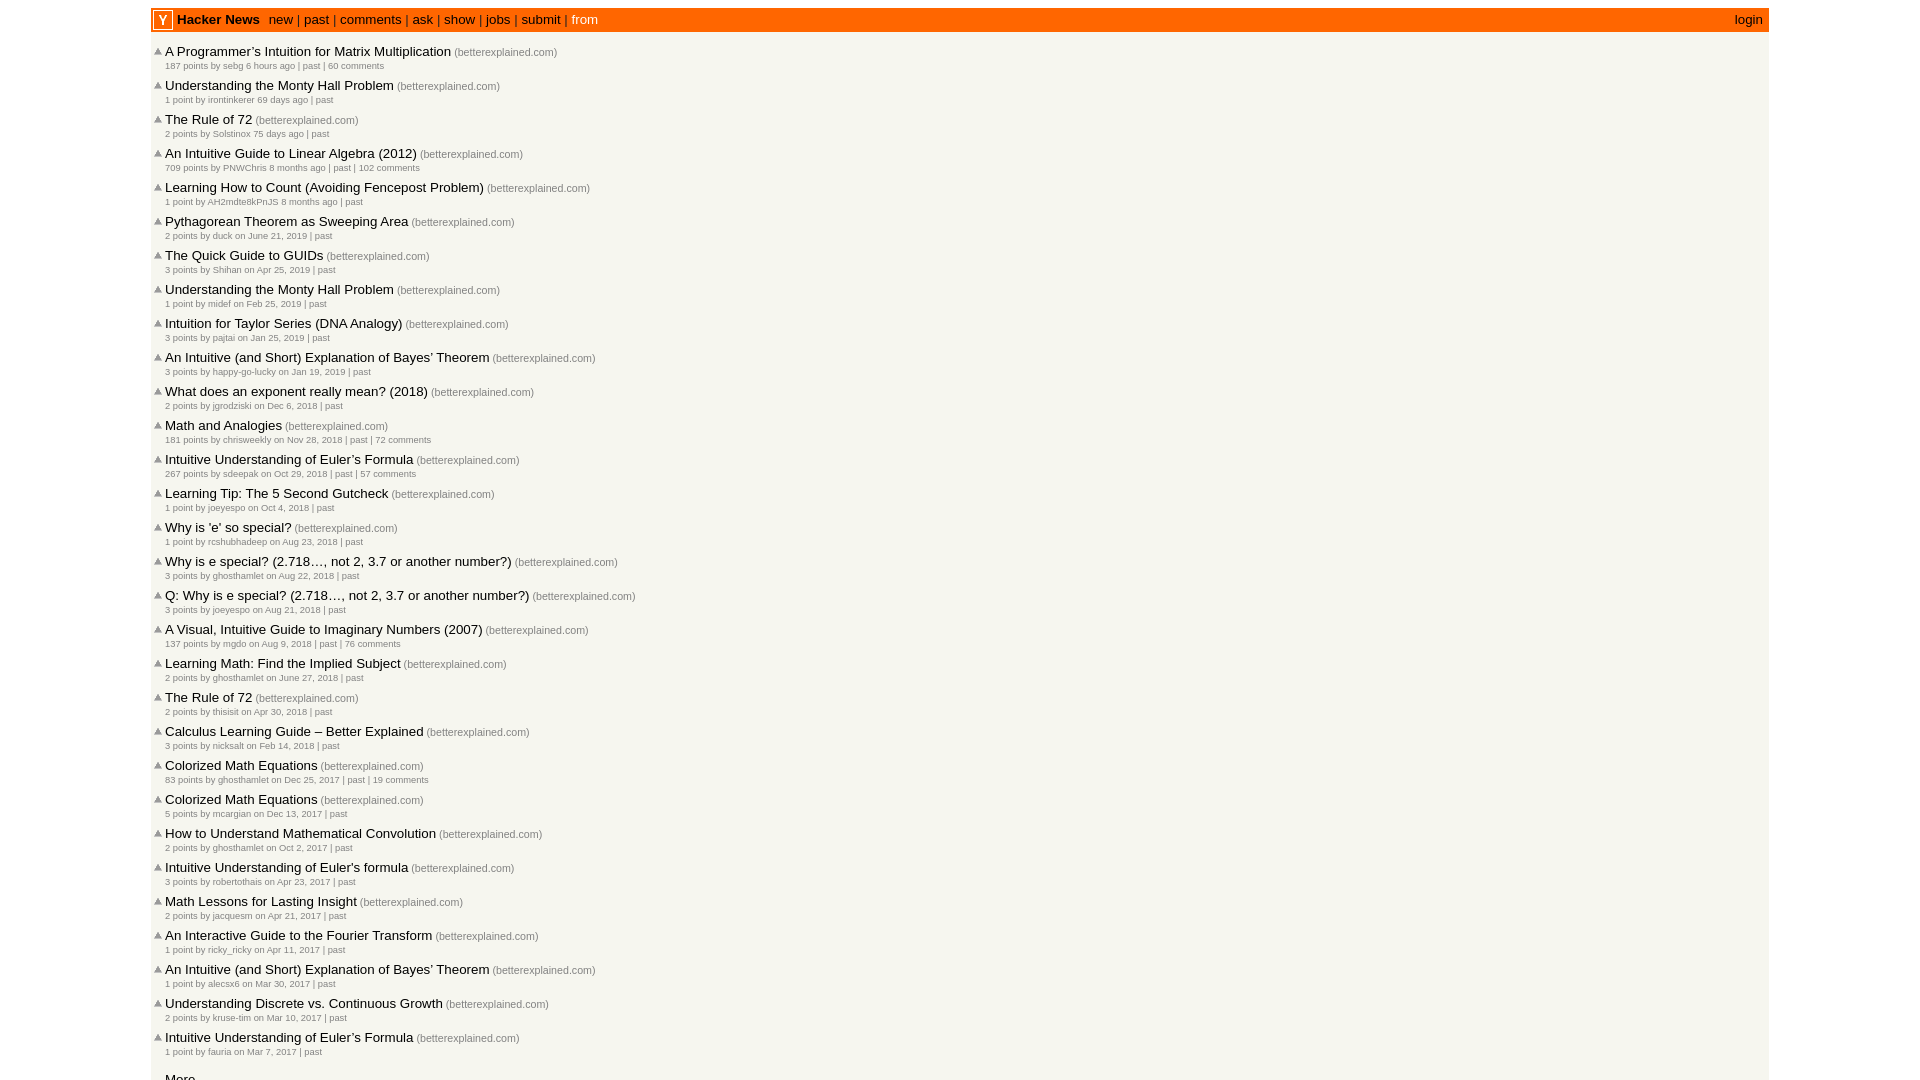 Y Hacker News new | past | comments | ask | show | jobs | submit | from login
A Programmer’s Intuition for Matrix Multiplication (betterexplained.com)
187 points by sebg 6 hours ago | past | 60 comments
Understanding the Monty Hall Problem (betterexplained.com)
1 point by irontinkerer 69 days ago | past
The Rule of 72 (betterexplained.com)
2 points by Solstinox 75 days ago | past
An Intuitive Guide to Linear Algebra (2012) (betterexplained.com)
709 points by PNWChris 8 months ago | past | 102 comments
Learning How to Count (Avoiding Fencepost Problem) (betterexplained.com)
1 point by AH2mdte8kPnJS 8 months ago | past
Pythagorean Theorem as Sweeping Area (betterexplained.com)
2 points by duck on June 21, 2019 | past
The Quick Guide to GUIDs (betterexplained.com)
3 points by Shihan on Apr 25, 2019 | past
Understanding the Monty Hall Problem (betterexplained.com)
1 point by midef on Feb 25, 2019 | past
Intuition for Taylor Series (DNA Analogy) (betterexplained.com)
3 points by pajtai on Jan 25, 2019 | past
An Intuitive (and Short) Explanation of Bayes’ Theorem (betterexplained.com)
3 points by happy-go-lucky on Jan 19, 2019 | past
What does an exponent really mean? (2018) (betterexplained.com)
2 points by jgrodziski on Dec 6, 2018 | past
Math and Analogies (betterexplained.com)
181 points by chrisweekly on Nov 28, 2018 | past | 72 comments
Intuitive Understanding of Euler’s Formula (betterexplained.com)
267 points by sdeepak on Oct 29, 2018 | past | 57 comments
Learning Tip: The 5 Second Gutcheck (betterexplained.com)
1 point by joeyespo on Oct 4, 2018 | past
Why is 'e' so special? (betterexplained.com)
1 point by rcshubhadeep on Aug 23, 2018 | past
Why is e special? (2.718…, not 2, 3.7 or another number?) (betterexplained.com)
3 points by ghosthamlet on Aug 22, 2018 | past
Q: Why is e special? (2.718…, not 2, 3.7 or another number?) (betterexplained.com)
3 points by joeyespo on Aug 21, 2018 | past
A Visual, Intuitive Guide to Imaginary Numbers (2007) (betterexplained.com)
137 points by mgdo on Aug 9, 2018 | past | 76 comments
Learning Math: Find the Implied Subject (betterexplained.com)
2 points by ghosthamlet on June 27, 2018 | past
The Rule of 72 (betterexplained.com)
2 points by thisisit on Apr 30, 2018 | past
Calculus Learning Guide – Better Explained (betterexplained.com)
3 points by nicksalt on Feb 14, 2018 | past
Colorized Math Equations (betterexplained.com)
83 points by ghosthamlet on Dec 25, 2017 | past | 19 comments
Colorized Math Equations (betterexplained.com)
5 points by mcargian on Dec 13, 2017 | past
How to Understand Mathematical Convolution (betterexplained.com)
2 points by ghosthamlet on Oct 2, 2017 | past
Intuitive Understanding of Euler's formula (betterexplained.com)
3 points by robertothais on Apr 23, 2017 | past
Math Lessons for Lasting Insight (betterexplained.com)
2 points by jacquesm on Apr 21, 2017 | past
An Interactive Guide to the Fourier Transform (betterexplained.com)
1 point by ricky_ricky on Apr 11, 2017 | past
An Intuitive (and Short) Explanation of Bayes’ Theorem (betterexplained.com)
1 point by alecsx6 on Mar 30, 2017 | past
Understanding Discrete vs. Continuous Growth (betterexplained.com)
2 points by kruse-tim on Mar 10, 2017 | past
Intuitive Understanding of Euler’s Formula (betterexplained.com)
1 point by fauria on Mar 7, 2017 | past
More